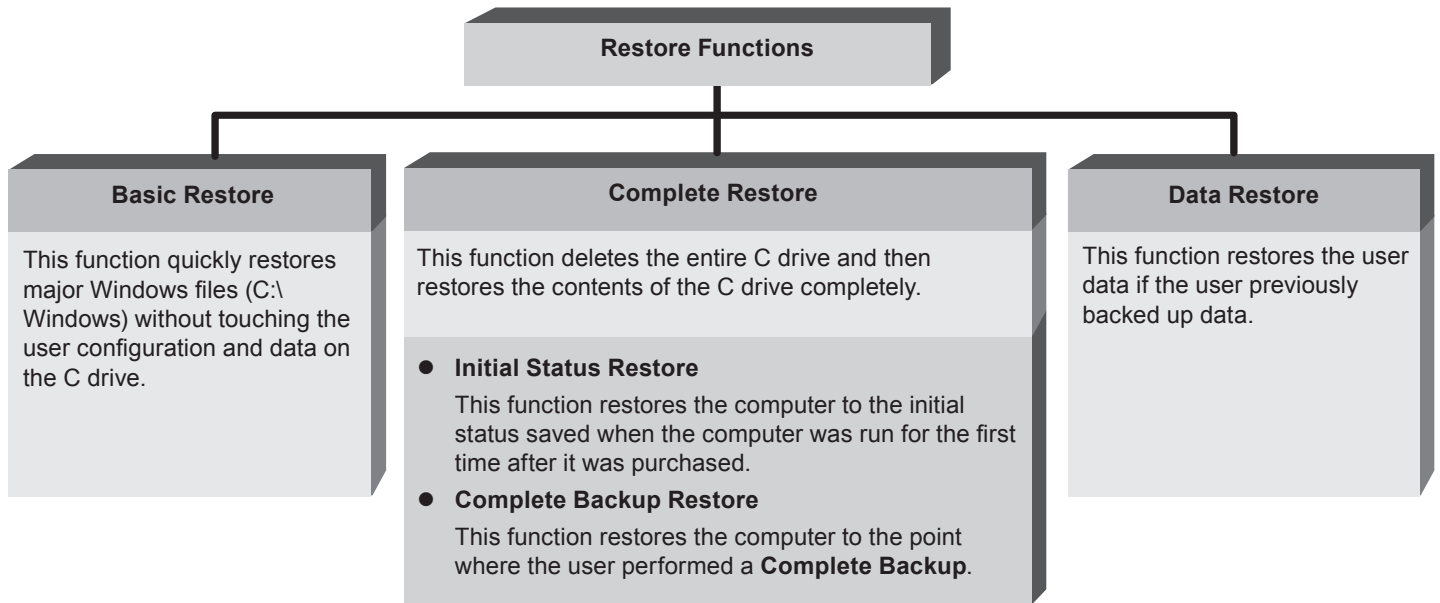 Restore Functions
Basic Restore
This function quickly restores
major Windows files (C:\
Windows) without touching the
user configuration and data on
the C drive.
Complete Restore
This function deletes the entire C drive and then
restores the contents of the C drive completely.
● Initial Status Restore
This function restores the computer to the initial
status saved when the computer was run for the first
time after it was purchased.
● Complete Backup Restore
This function restores the computer to the point
where the user performed a Complete Backup.
Data Restore
This function restores the user
data if the user previously
backed up data.